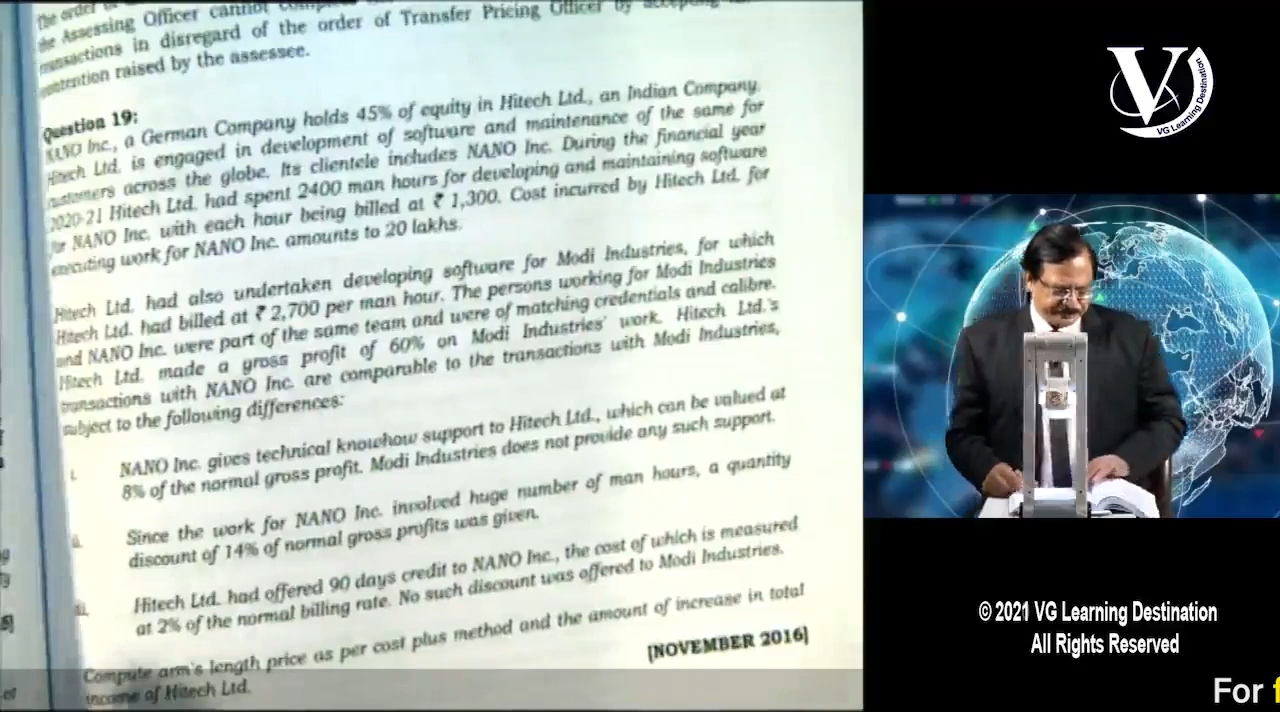 The order of
the Assessing Officer cannot
transactions in disregard of the order of Transfer Pricing Officer by accepting
contention raised by the assessee.
Question 19:
NANO Inc., a German Company holds 45% of equity in Hitech Ltd., an Indian Company.
Hitech Ltd. is engaged in development of software and maintenance of the same for
customers across the globe. Its clientele includes NANO Inc. During the financial year
2020-21 Hitech Ltd. had spent 2400 man hours for developing and maintaining software
for NANO Inc. with each hour being billed at ₹ 1,300. Cost incurred by Hitech Ltd. for
executing work for NANO Inc. amounts to 20 lakhs.
Hitech Ltd. had also undertaken developing software for Modi Industries, for which
Hitech Ltd. had billed at ₹ 2,700 per man hour. The persons working for Modi Industries
and NANO Inc. were part of the same team and were of matching credentials and calibre.
Hitech Ltd. made a gross profit of 60% on Modi Industries' work. Hitech Ltd.'s
transactions with NANO Inc. are comparable to the transactions with Modi Industries,
subject to the following differences:
i. NANO Inc. gives technical knowhow support to Hitech Ltd., which can be valued at
8% of the normal gross profit. Modi Industries does not provide any such support.
ii. Since the work for NANO Inc. involved huge number of man hours, a quantity
discount of 14% of normal gross profits was given.
iii. Hitech Ltd. had offered 90 days credit to NANO Inc., the cost of which is measured
at 2% of the normal billing rate. No such discount was offered to Modi Industries.
Compute arm's length price as per cost plus method and the amount of increase in total
income of Hitech Ltd.
[NOVEMBER 2016]
V
VG Learning Destination
© 2021 VG Learning Destination
All Rights Reserved
For